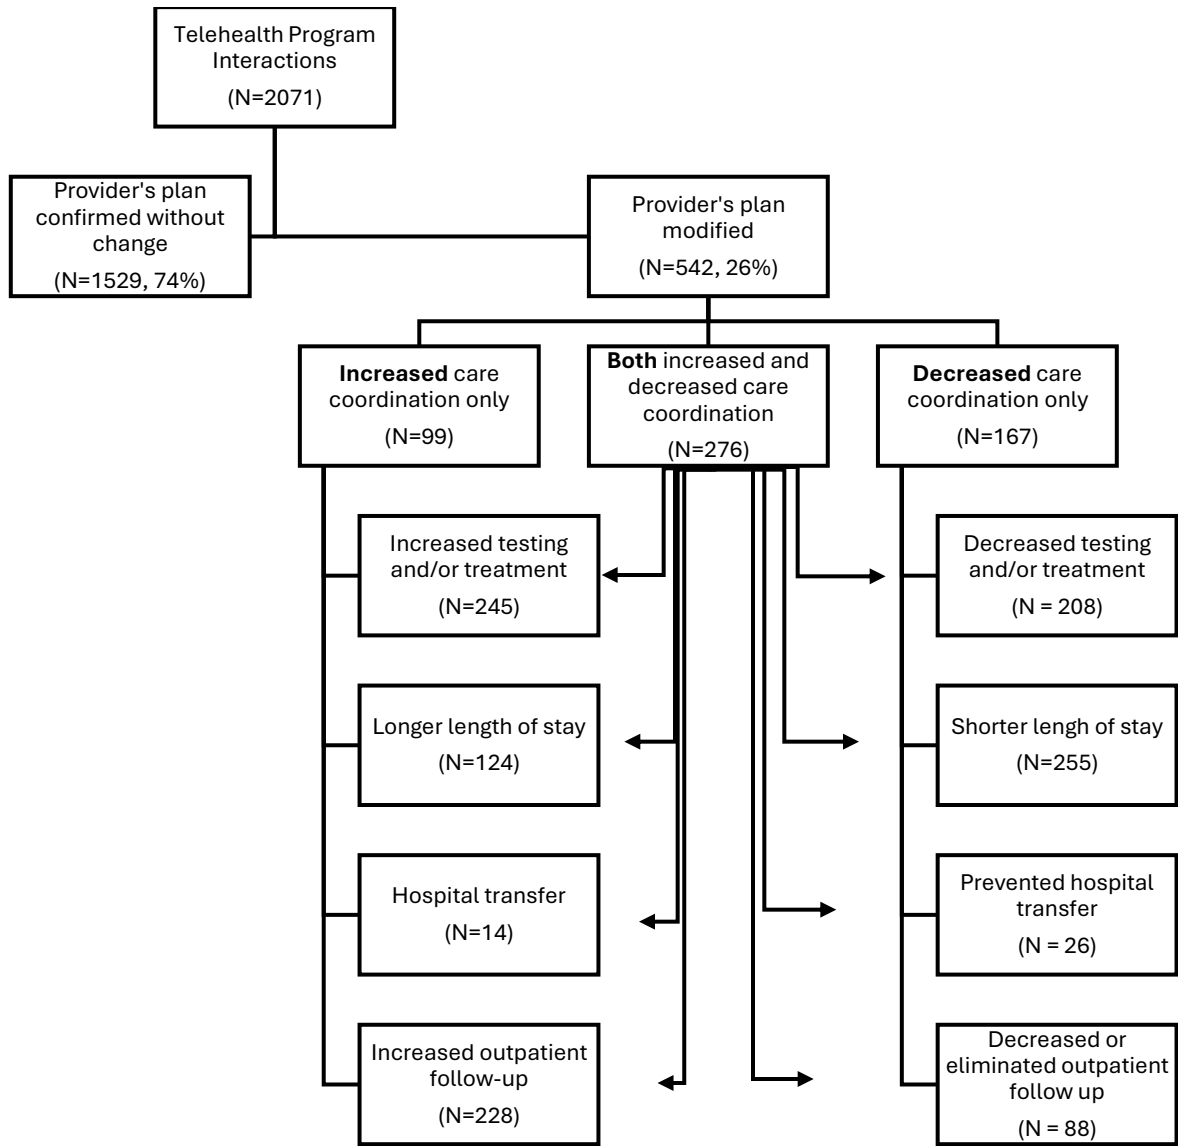 Telehealth Program
Interactions
(N=2071)
Provider's plan
confirmed without
change
(N=1529, 74%)
Provider's plan
modified
(N=542, 26%)
Increased care
coordination only
(N=99)
Both increased and
decreased care
coordination
(N=276)
Decreased care
coordination only
(N=167)
Increased testing
and/or treatment
(N=245)
Decreased testing
and/or treatment
(N = 208)
Longer length of stay
(N=124)
Shorter lengh of stay
(N=255)
Hospital transfer
(N=14)
Prevented hospital
transfer
(N = 26)
Increased outpatient
follow-up
(N=228)
Decreased or
eliminated outpatient
follow up
(N = 88)